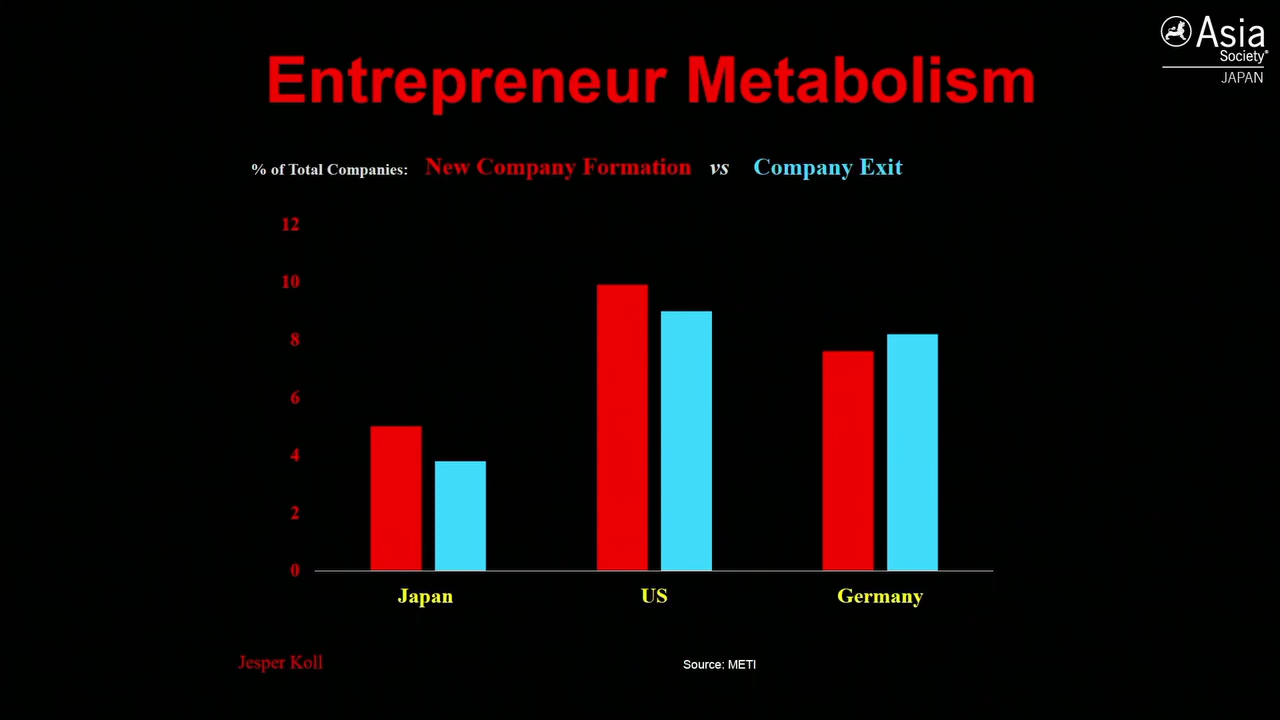 Asia
Society®
JAPAN
Entrepreneur Metabolism
% of Total Companies: New Company Formation vs Company Exit
12
10
8
6
4
2
0
Japan US Germany
Jesper Koll
Source: METI